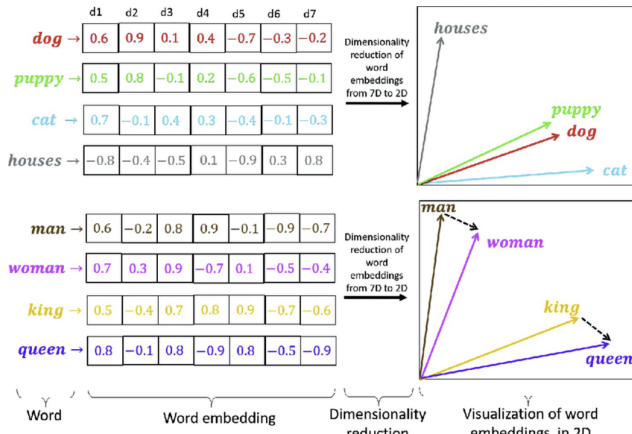 d1 d2 d3 d4 d5 d6 d7
dog → 0.6 0.9 0.1 0.4 −0.7 −0.3 −0.2
puppy → 0.5 0.8 −0.1 0.2 −0.6 −0.5 −0.1
cat → 0.7 −0.1 0.4 0.3 −0.4 −0.1 −0.3
houses → −0.8 −0.4 −0.5 0.1 −0.9 0.3 0.8
Dimensionality
reduction of
word
embeddings
from 7D to 2D
houses
puppy
dog
cat
man → 0.6 −0.2 0.8 0.9 −0.1 −0.9 −0.7
woman → 0.7 0.3 0.9 −0.7 0.1 −0.5 −0.4
king → 0.5 −0.4 0.7 0.8 0.9 −0.7 −0.6
queen → 0.8 −0.1 0.8 −0.9 0.8 −0.5 −0.9
Dimensionality
reduction of
word
embeddings
from 7D to 2D
man
woman
king
queen
Word
Word embedding
Dimensionality
reduction
Visualization of word
embeddings in 2D